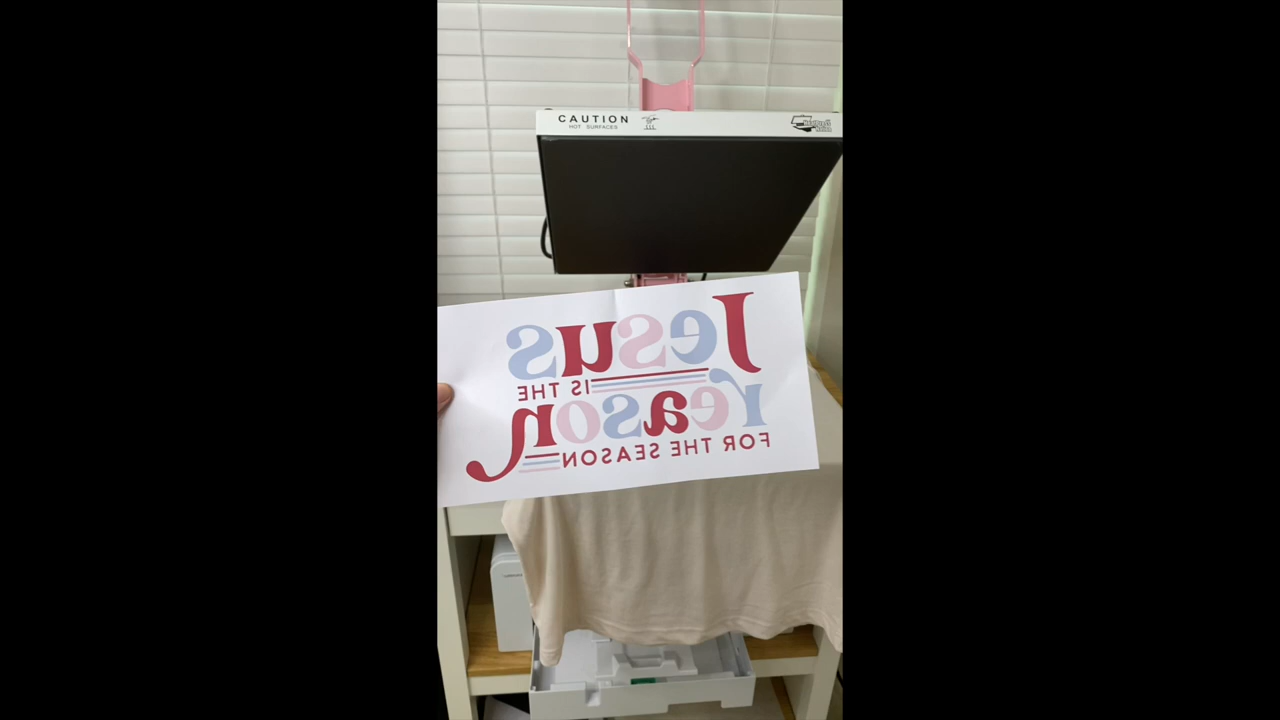 CAUTION
HOT SURFACES
Jesus
IS THE
reason
FOR THE SEASON